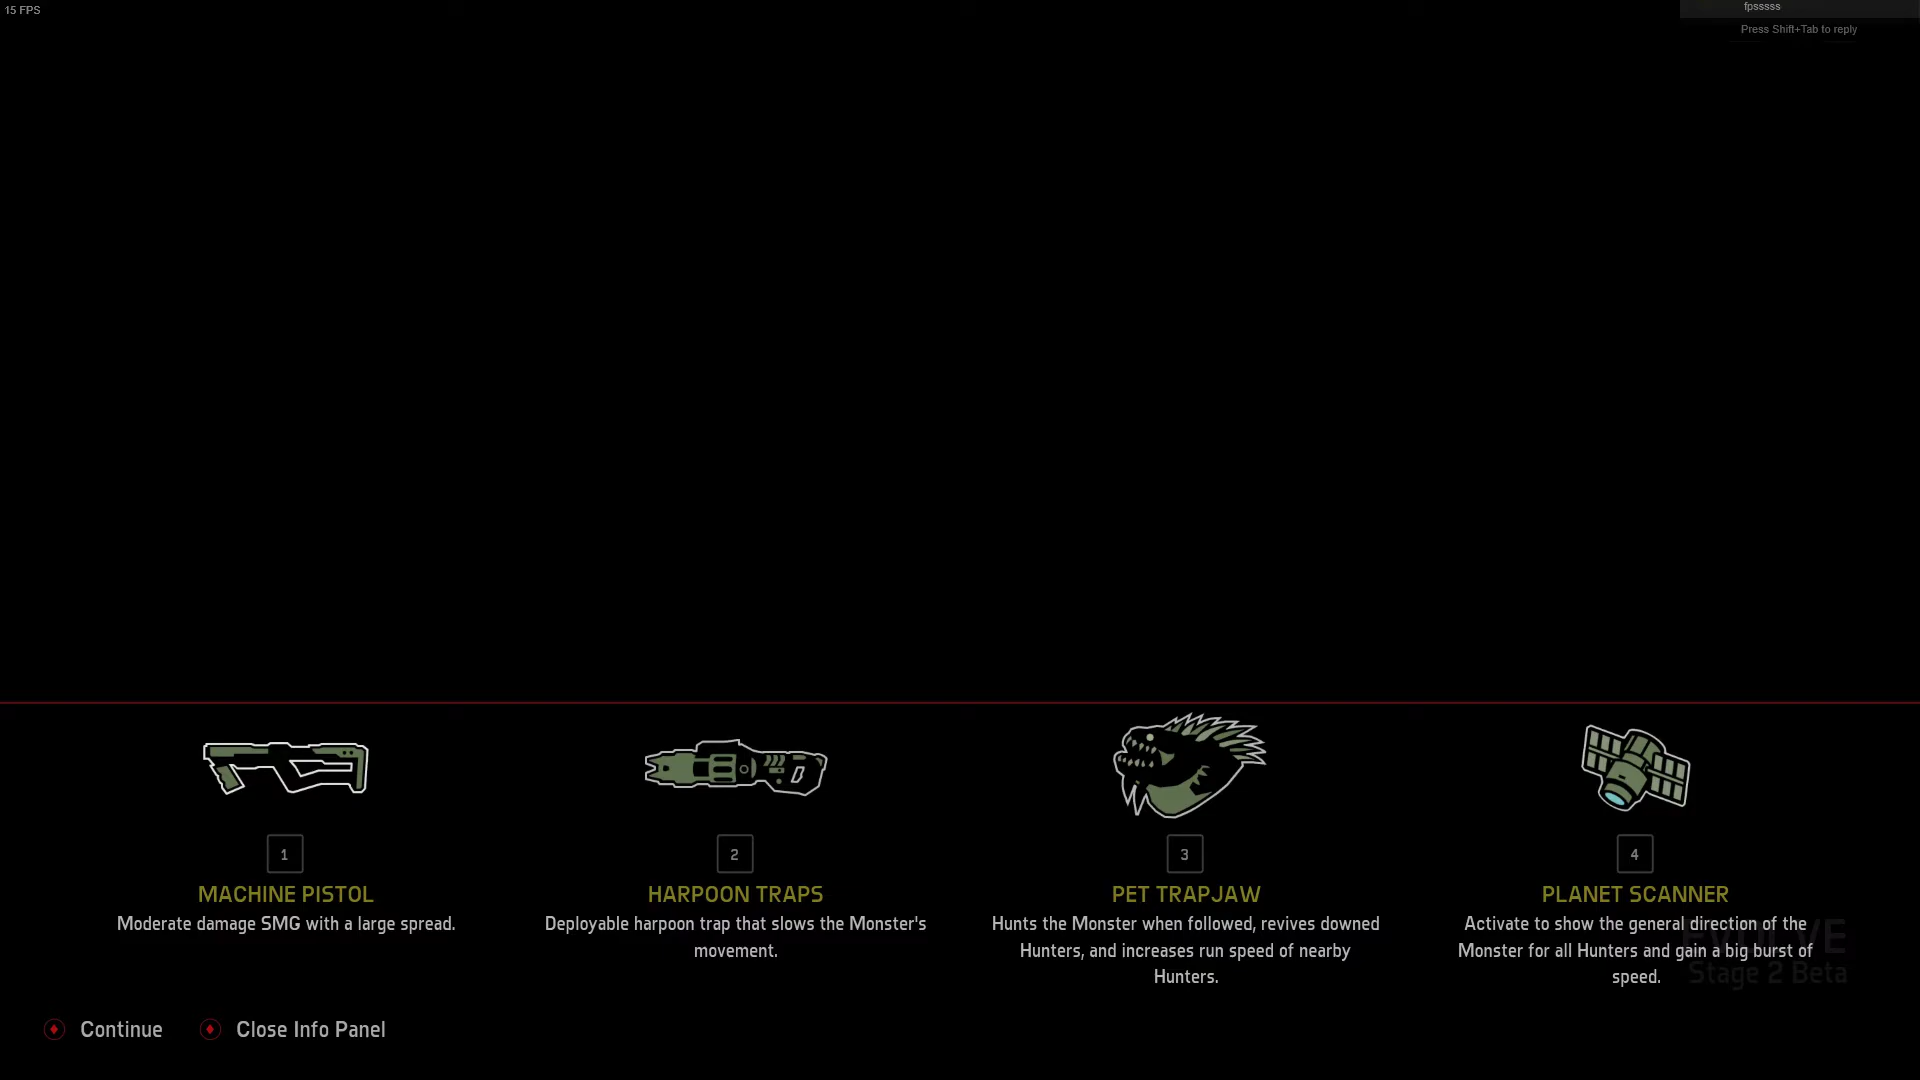 15 FPS
fpsssss
Press Shift+Tab to reply
1
2
3
4
MACHINE PISTOL
HARPOON TRAPS
PET TRAPJAW
PLANET SCANNER
Moderate damage SMG with a large spread.
Deployable harpoon trap that slows the Monster's
movement.
Hunts the Monster when followed, revives downed
Hunters, and increases run speed of nearby
Hunters.
Activate to show the general direction of the
Monster for all Hunters and gain a big burst of
speed.
EVOLVE
Stage 2 Beta
Continue
Close Info Panel